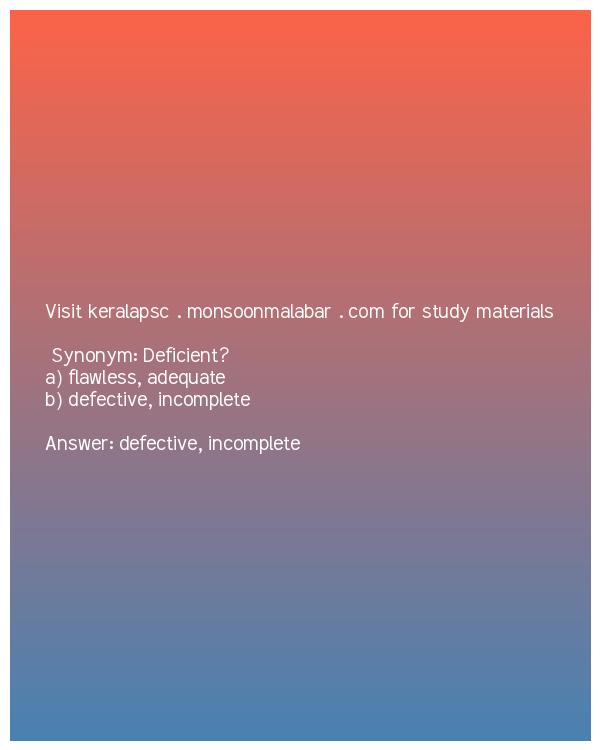 Visit keralapsc . monsoonmalabar . com for study materials
Synonym: Deficient?
a) flawless, adequate
b) defective, incomplete
Answer: defective, incomplete